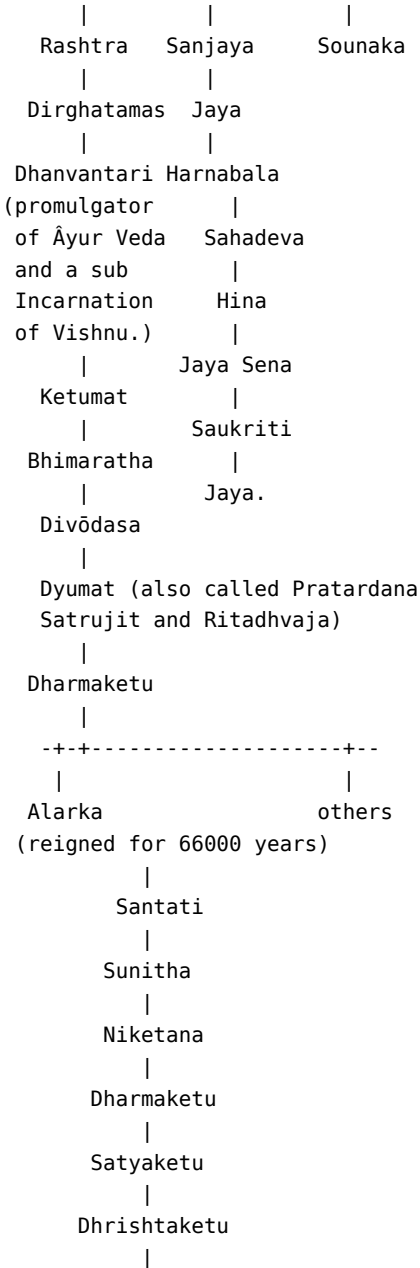 |          |          |
Rashtra   Sanjaya      Sounaka
|          |
Dirghatamas  Jaya
|          |
Dhanvantari Harnabala
(promulgator       |
of Âyur Veda   Sahadeva
and a sub          |
Incarnation     Hina
of Vishnu.)      |
|        Jaya Sena
Ketumat          |
|         Saukriti
Bhimaratha      |
|          Jaya.
Divōdasa
|
Dyumat (also called Pratardana
Satrujit and Ritadhvaja)
|
Dharmaketu
|
-+-+--------------------+--
|                       |
Alarka                 others
(reigned for 66000 years)
|
Santati
|
Sunitha
|
Niketana
|
Dharmaketu
|
Satyaketu
|
Dhrishtaketu
|